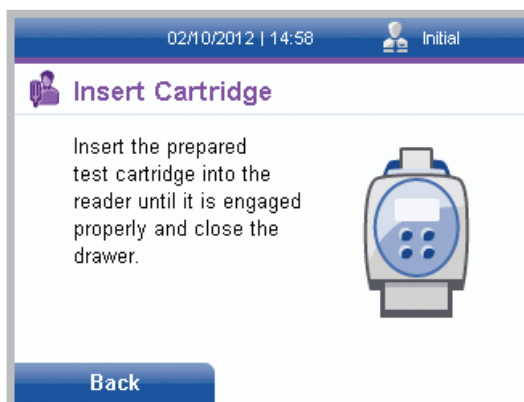 02/10/2012 | 14:58 Initial
Insert Cartridge
Insert the prepared
test cartridge into the
reader until it is engaged
properly and close the
drawer.
Back